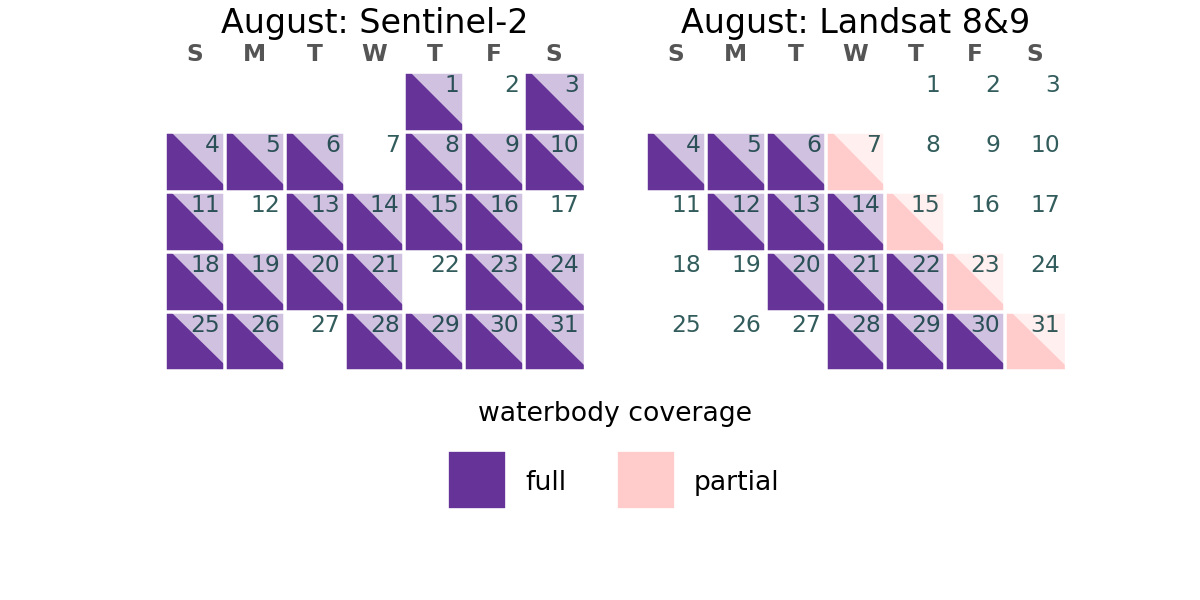 August: Sentinel-2
S M T W T F S
1 2 3
4 5 6 7 8 9 10
11 12 13 14 15 16 17
18 19 20 21 22 23 24
25 26 27 28 29 30 31
August: Landsat 8&9
S M T W T F S
1 2 3
4 5 6 7 8 9 10
11 12 13 14 15 16 17
18 19 20 21 22 23 24
25 26 27 28 29 30 31
waterbody coverage
full
partial